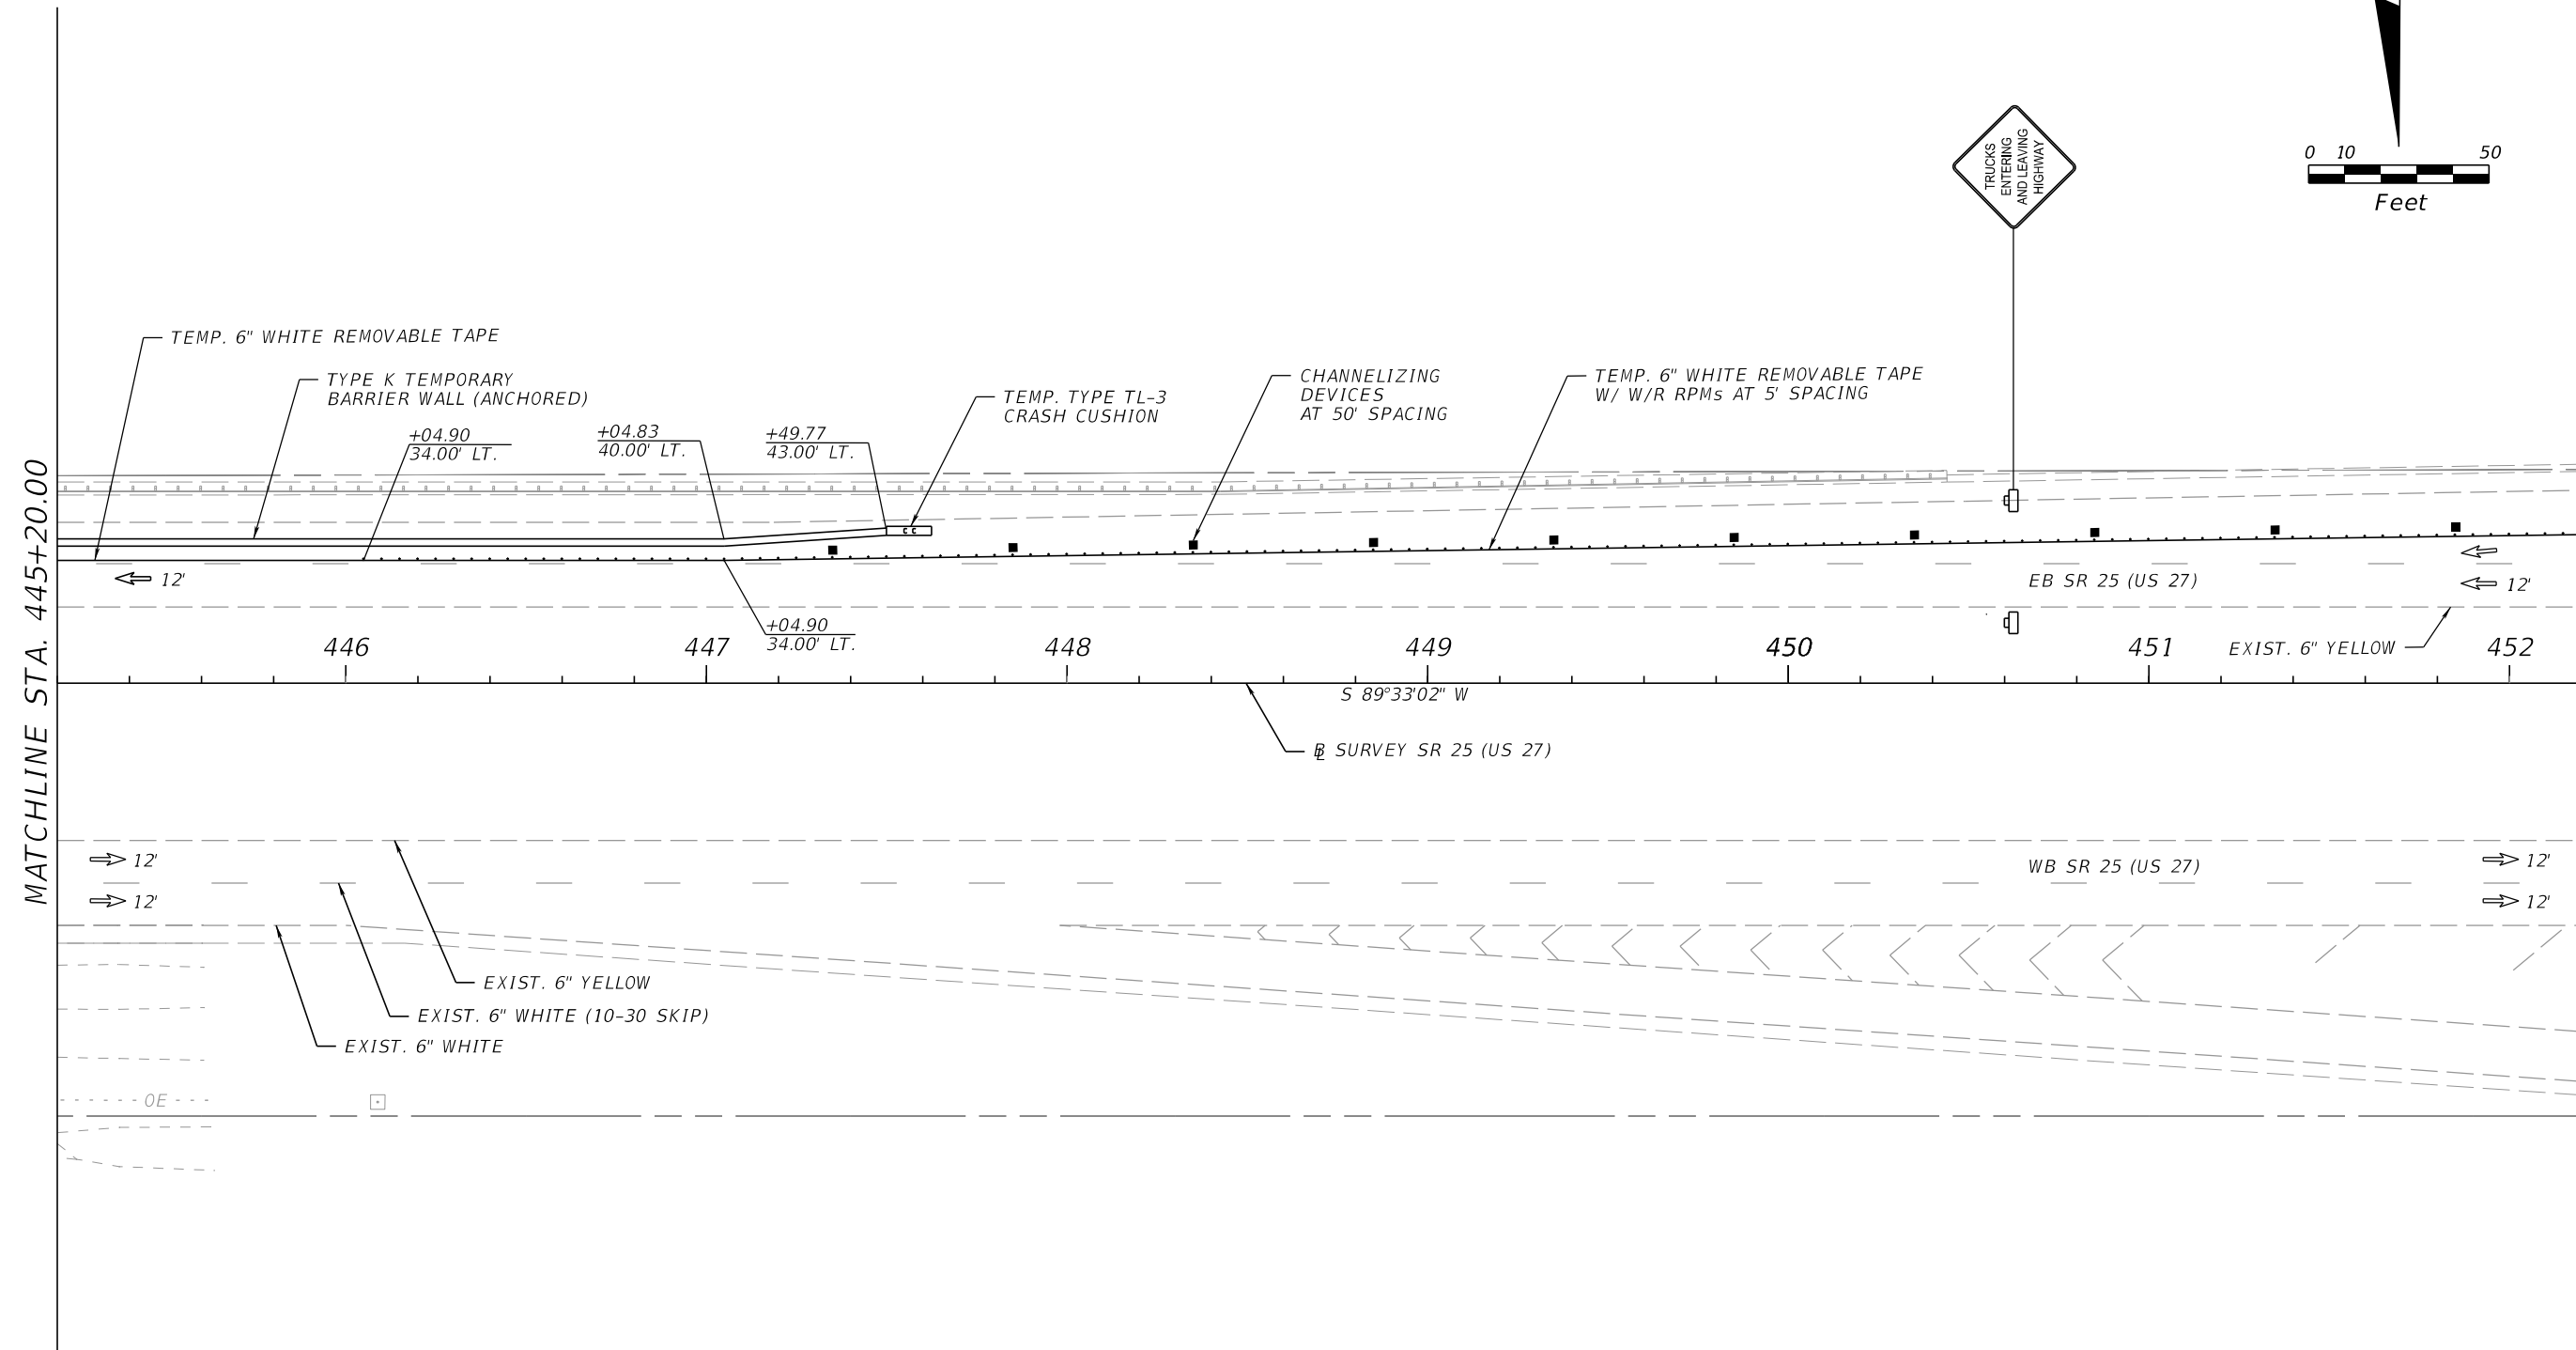 0 10 50
Feet
TRUCKS
ENTERING
AND LEAVING
HIGHWAY
TEMP. 6" WHITE REMOVABLE TAPE
TYPE K TEMPORARY
BARRIER WALL (ANCHORED)
+04.90
34.00' LT.
+04.83
40.00' LT.
+49.77
43.00' LT.
TEMP. TYPE TL-3
CRASH CUSHION
CHANNELIZING
DEVICES
AT 50' SPACING
TEMP. 6" WHITE REMOVABLE TAPE
W/ W/R RPMs AT 5' SPACING
MATCHLINE STA. 445+20.00
12'
EB SR 25 (US 27)
12'
+04.90
34.00' LT.
EXIST. 6" YELLOW
446 447 448 449 450 451 452
S 89°33'02" W
BL SURVEY SR 25 (US 27)
12'
12'
WB SR 25 (US 27)
12'
12'
EXIST. 6" YELLOW
EXIST. 6" WHITE (10-30 SKIP)
EXIST. 6" WHITE
OE